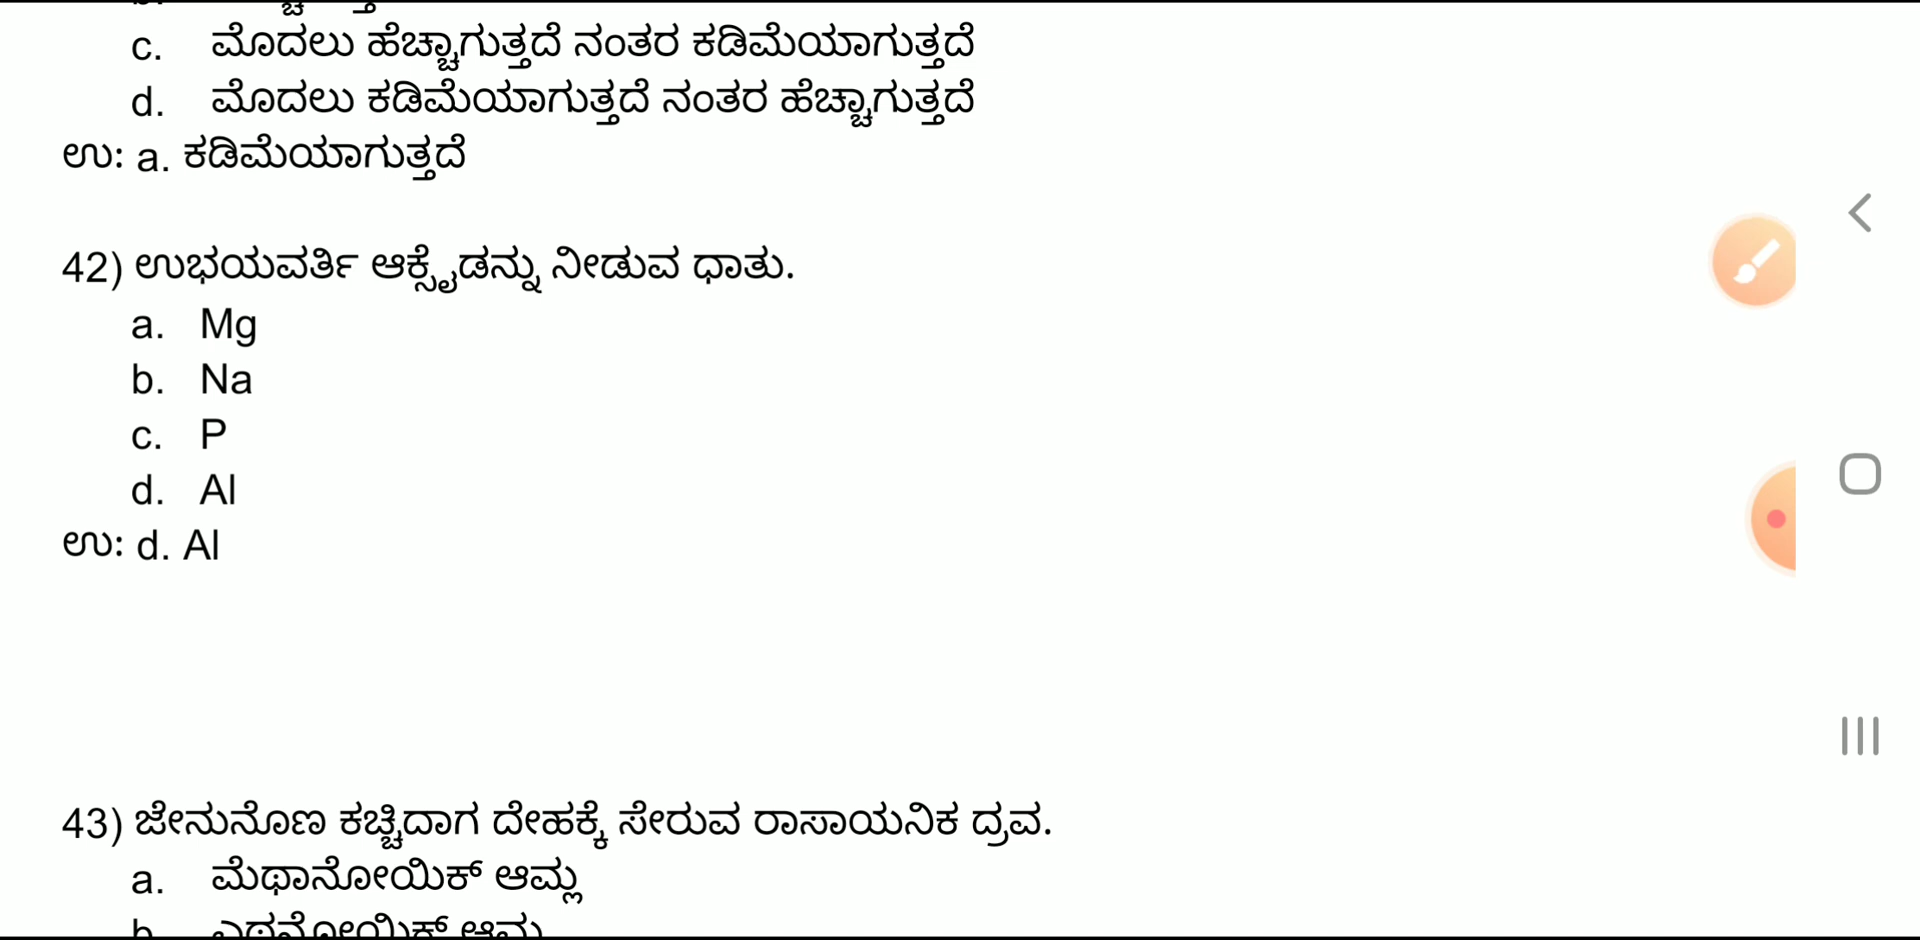 c. ಮೊದಲು ಹೆಚ್ಚಾಗುತ್ತದೆ ನಂತರ ಕಡಿಮೆಯಾಗುತ್ತದೆ
d. ಮೊದಲು ಕಡಿಮೆಯಾಗುತ್ತದೆ ನಂತರ ಹೆಚ್ಚಾಗುತ್ತದೆ
ಉ: a. ಕಡಿಮೆಯಾಗುತ್ತದೆ
42) ಉಭಯವರ್ತಿ ಆಕ್ಸೈಡನ್ನು ನೀಡುವ ಧಾತು.
a. Mg
b. Na
c. P
d. Al
ಉ: d. Al
43) ಜೇನುನೊಣ ಕಚ್ಚಿದಾಗ ದೇಹಕ್ಕೆ ಸೇರುವ ರಾಸಾಯನಿಕ ದ್ರವ.
a. ಮೆಥಾನೋಯಿಕ್ ಆಮ್ಲ